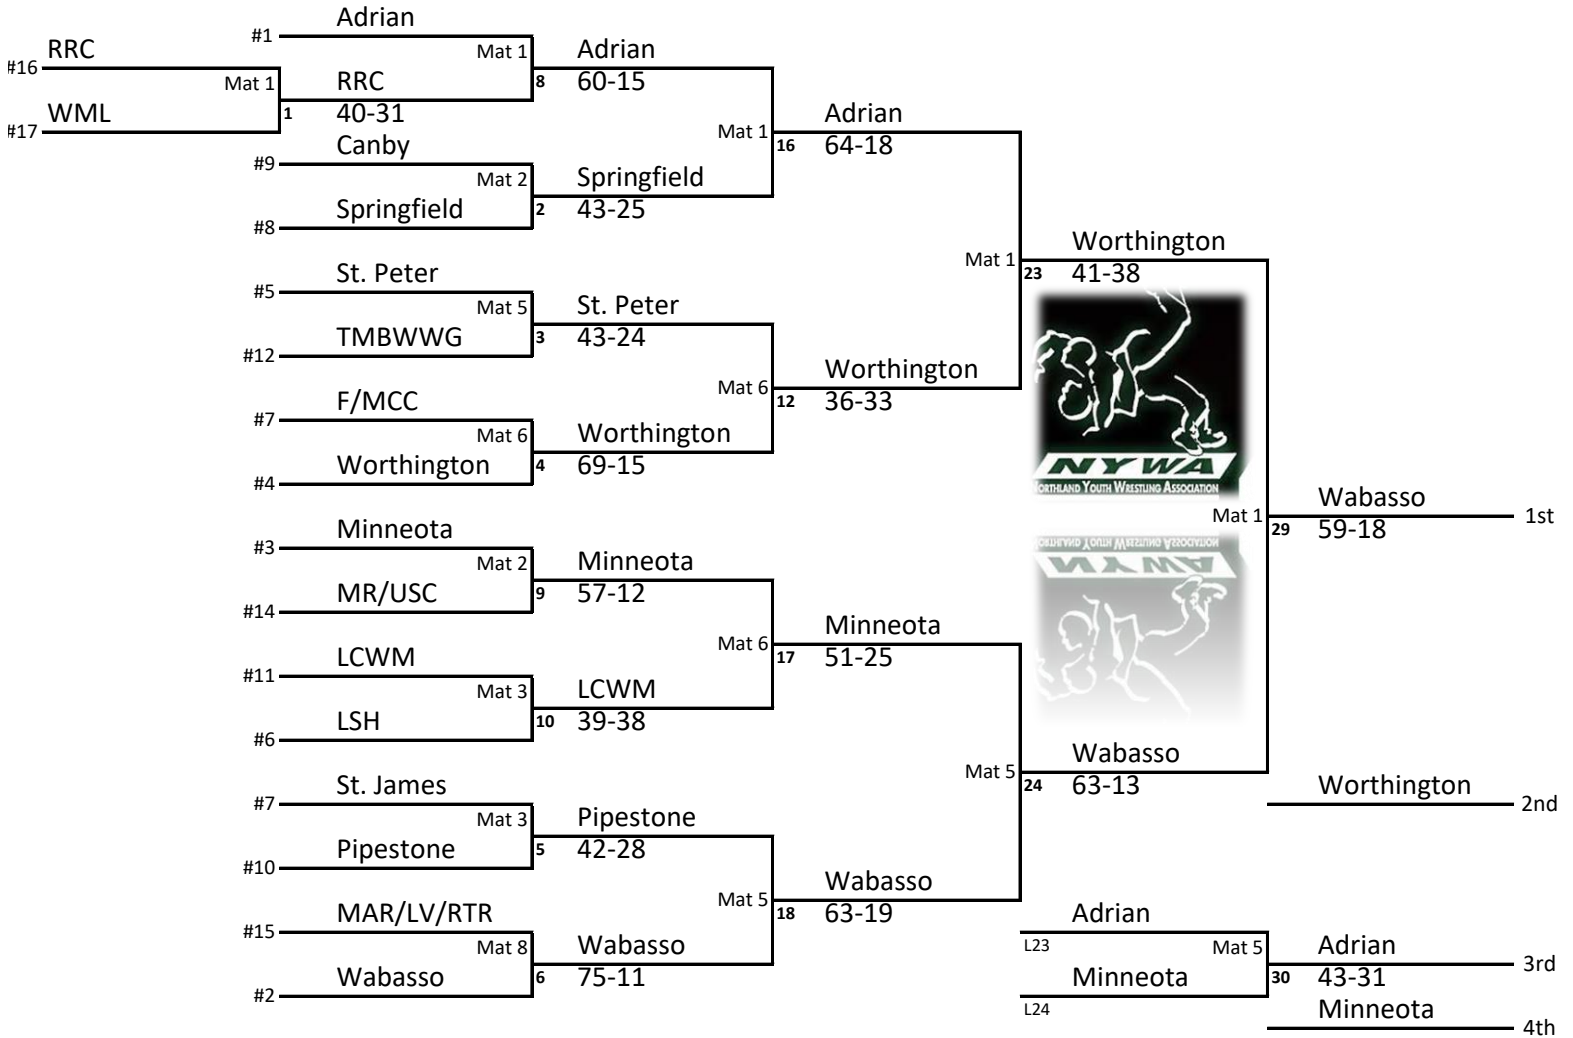 Adrian
#1
RRC
Mat 1
Adrian
#16
Mat 1
RRC
8
60-15
WML
1
40-31
#17
Canby
Mat 1
Adrian
#9
16
64-18
Mat 2
Springfield
Springfield
2
43-25
#8
Mat 1
Worthington
St. Peter
23
41-38
#5
Mat 5
St. Peter
TMBWWG
3
43-24
#12
Mat 6
Worthington
F/MCC
12
36-33
#7
Mat 6
Worthington
Worthington
4
69-15
#4
NYWA
NORTHLAND YOUTH WRESTLING ASSOCIATION
Mat 1
Wabasso
1st
29
59-18
Minneota
#3
Mat 2
Minneota
MR/USC
9
57-12
#14
Mat 6
Minneota
LCWM
17
51-25
#11
Mat 3
LCWM
LSH
10
39-38
#6
Mat 5
Wabasso
St. James
24
63-13
Worthington
#7
2nd
Mat 3
Pipestone
Pipestone
5
42-28
#10
Mat 5
Wabasso
MAR/LV/RTR
18
63-19
Adrian
#15
L23
Mat 8
Wabasso
Mat 5
Adrian
Wabasso
6
75-11
Minneota
30
43-31
3rd
#2
L24
Minneota
4th